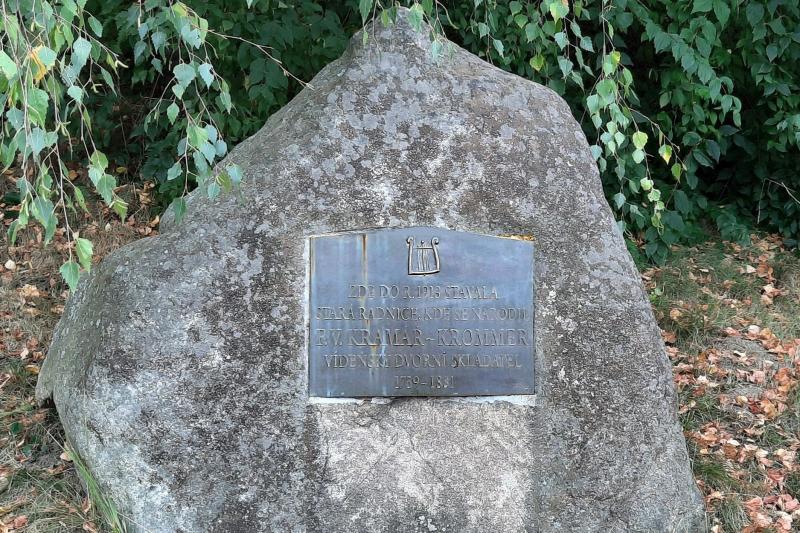 ZDE DO R. 1913 STÁVALA
STARÁ RADNICE, KDE SE NARODIL
F. V. KRAMÁŘ - KROMMER
VÍDEŇSKÝ DVORNÍ SKLADATEL
1759 - 1831